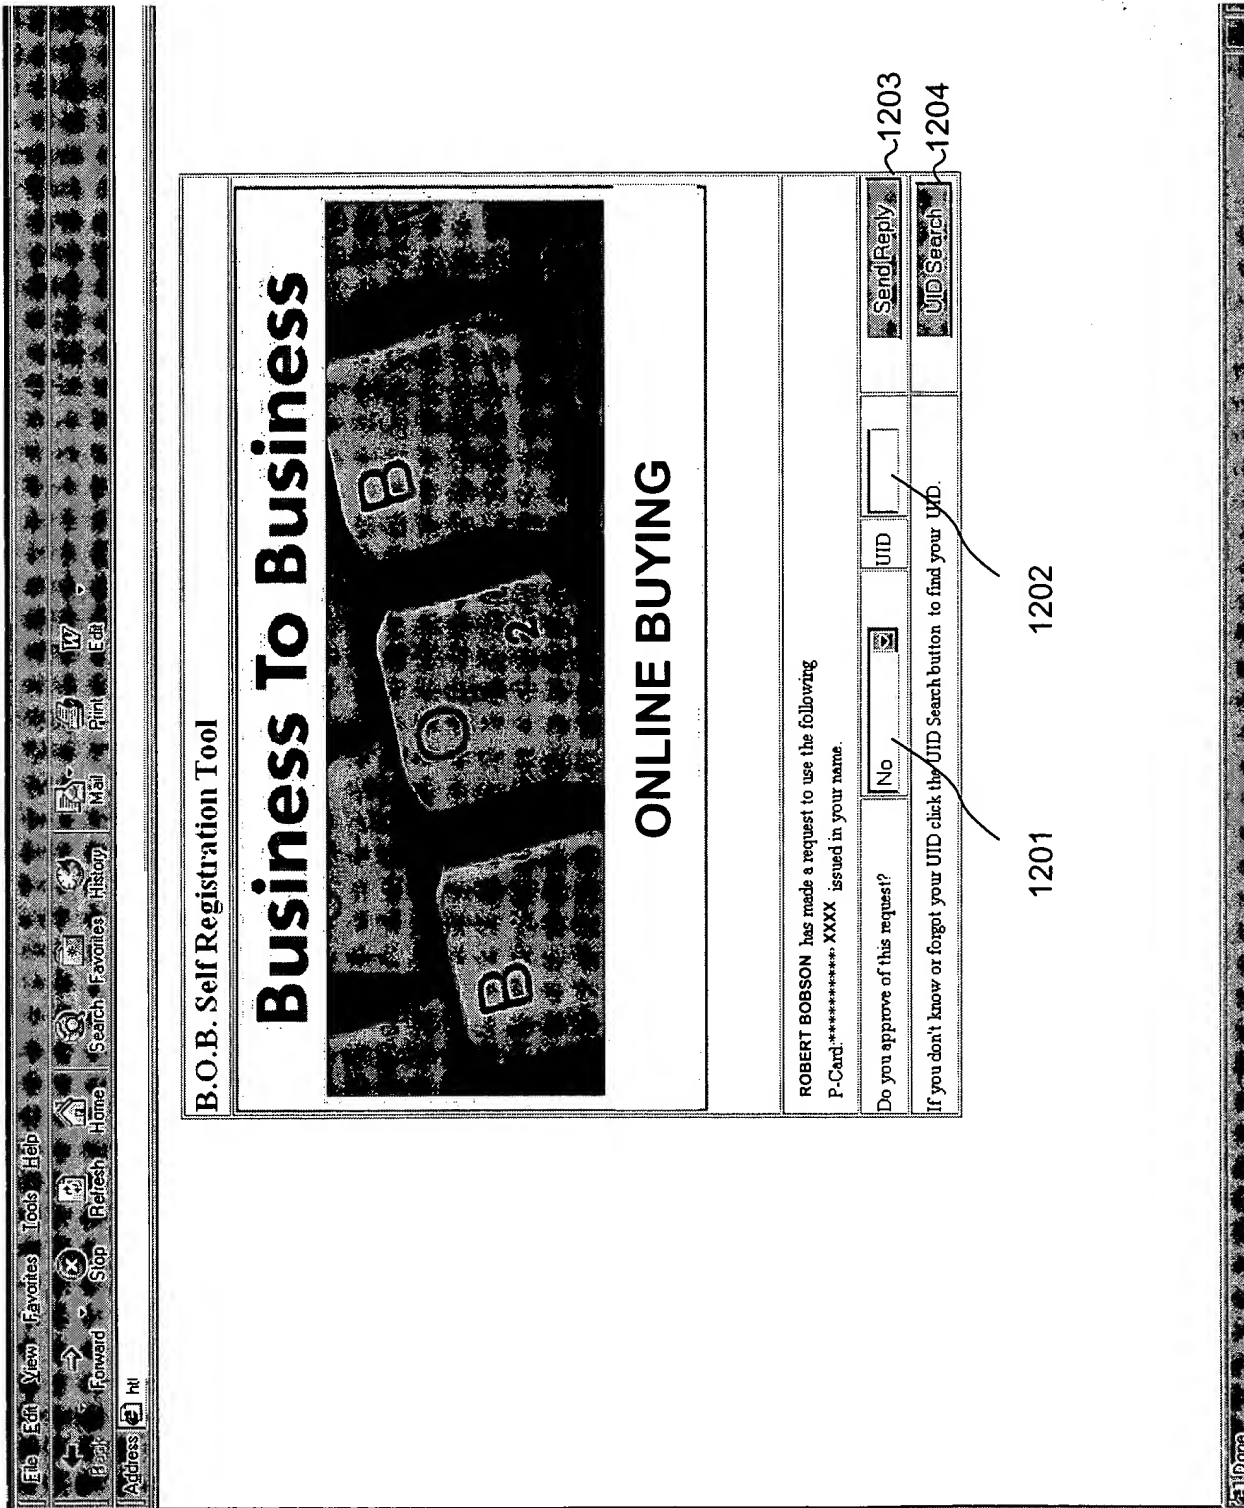 File Edit View Favorites Tools Help
Back Forward Stop Refresh Home Search Favorites History Mail Print Edit
Address htl
B.O.B. Self Registration Tool
Business To Business
B O 2 B
ONLINE BUYING
ROBERT BOBSON has made a request to use the following
P-Card:************XXXX issued in your name.
Do you approve of this request? No UID Send Reply 1203
If you don't know or forgot your UID click the UID Search button to find your UID. UID Search 1204
1201 1202
Done